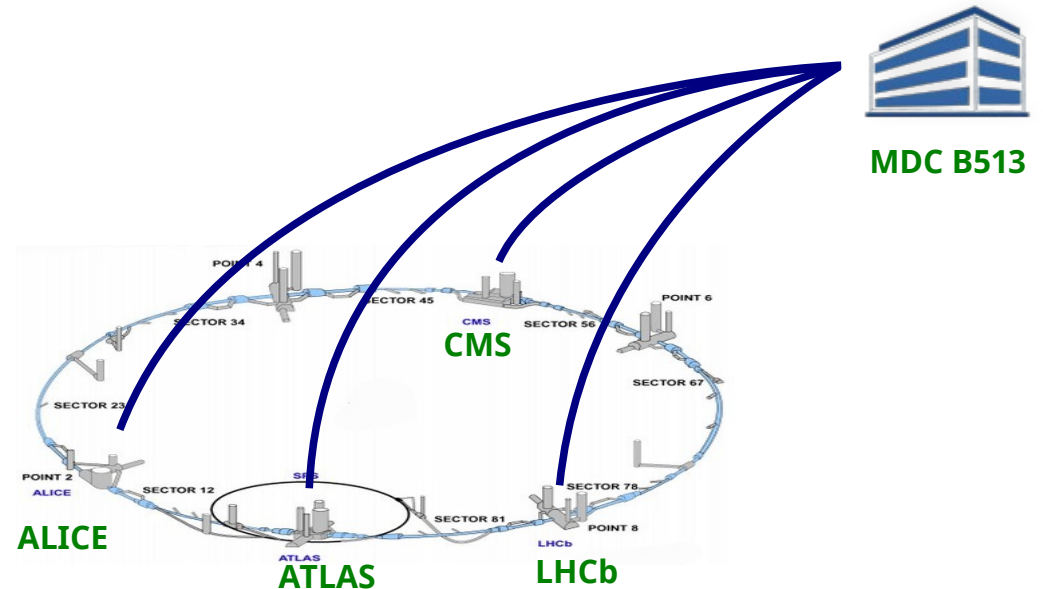 MDC B513
POINT 4
SECTOR 45
POINT 6
SECTOR 34
CMS
SECTOR 56
CMS
SECTOR 67
SECTOR 23
POINT 2
ALICE
SECTOR 12
SPS
SECTOR 78
SECTOR 81
POINT 8
ALICE
LHCb
ATLAS
ATLAS
LHCb